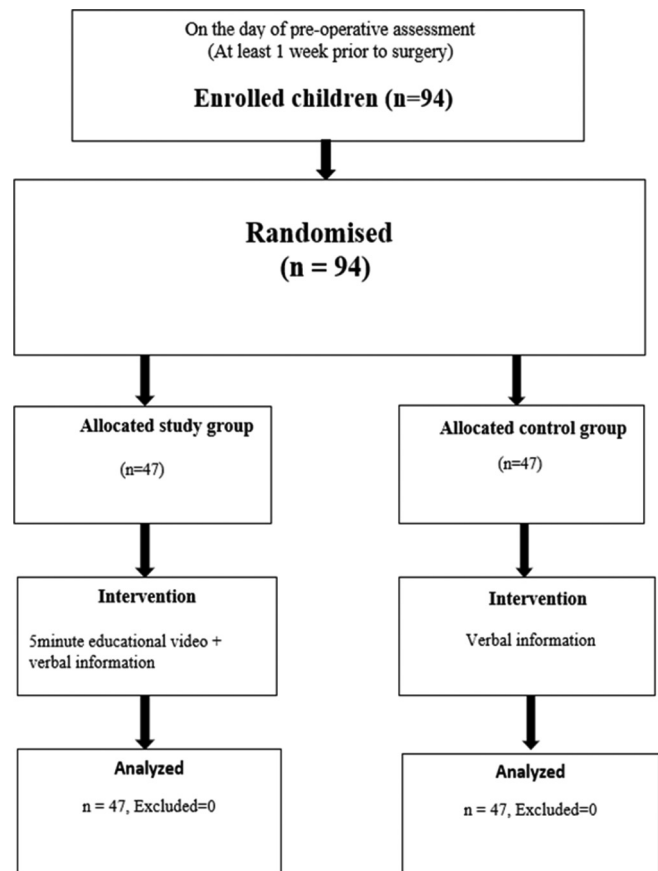 On the day of pre-operative assessment
(At least 1 week prior to surgery)
Enrolled children (n=94)
Randomised
(n = 94)
Allocated study group
(n=47)
Allocated control group
(n=47)
Intervention
5minute educational video +
verbal information
Intervention
Verbal information
Analyzed
n = 47, Excluded=0
Analyzed
n = 47, Excluded=0